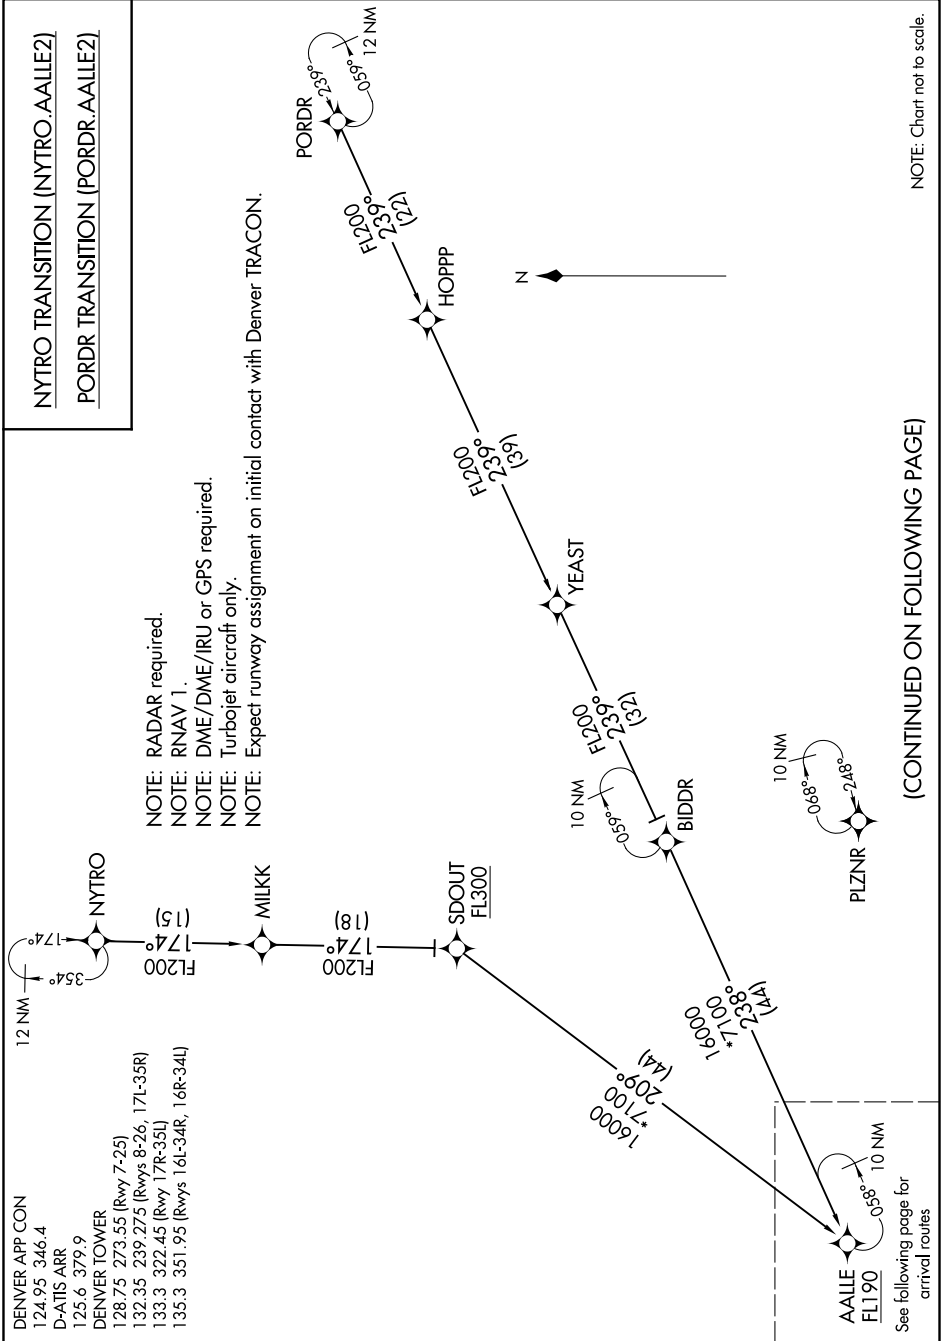 DENVER APP CON
124.95 346.4
D-ATIS ARR
125.6 379.9
DENVER TOWER
128.75 273.55 (Rwy 7-25)
132.35 239.275 (Rwys 8-26, 17L-35R)
133.3 322.45 (Rwy 17R-35L)
135.3 351.95 (Rwys 16L-34R, 16R-34L)
NYTRO TRANSITION (NYTRO.AALLE2)
PORDR TRANSITION (PORDR.AALLE2)
NOTE: RADAR required.
NOTE: RNAV 1.
NOTE: DME/DME/IRU or GPS required.
NOTE: Turbojet aircraft only.
NOTE: Expect runway assignment on initial contact with Denver TRACON.
12 NM
354°
174°
NYTRO
FL200
174°
(15)
MILKK
FL200
174°
(18)
SDOUT
FL300
16000
*7100
209°
(44)
PORDR
239°
059°
12 NM
FL200
239°
(22)
HOPPP
N
FL200
239°
(39)
YEAST
FL200
239°
(32)
10 NM
059°
BIDDR
16000
*7100
238°
(44)
10 NM
068°
248°
PLZNR
AALLE
FL190
058°
10 NM
See following page for
arrival routes
(CONTINUED ON FOLLOWING PAGE)
NOTE: Chart not to scale.